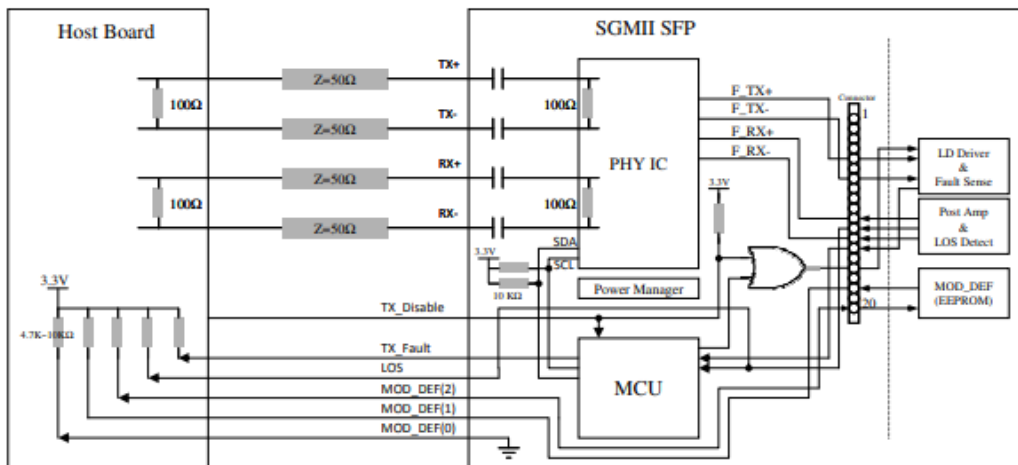 Host Board
SGMII SFP
TX+
Z=50Ω
100Ω
100Ω
TX-
Z=50Ω
RX+
Z=50Ω
100Ω
100Ω
RX-
Z=50Ω
PHY IC
F_TX+
F_TX-
F_RX+
F_RX-
Connector
1
20
LD Driver
&
Fault Sense
Post Amp
&
LOS Detect
MOD_DEF
(EEPROM)
3.3V
3.3V
SDA
SCL
10 KΩ
Power Manager
3.3V
4.7K~10KΩ
TX_Disable
TX_Fault
LOS
MOD_DEF(2)
MOD_DEF(1)
MOD_DEF(0)
MCU